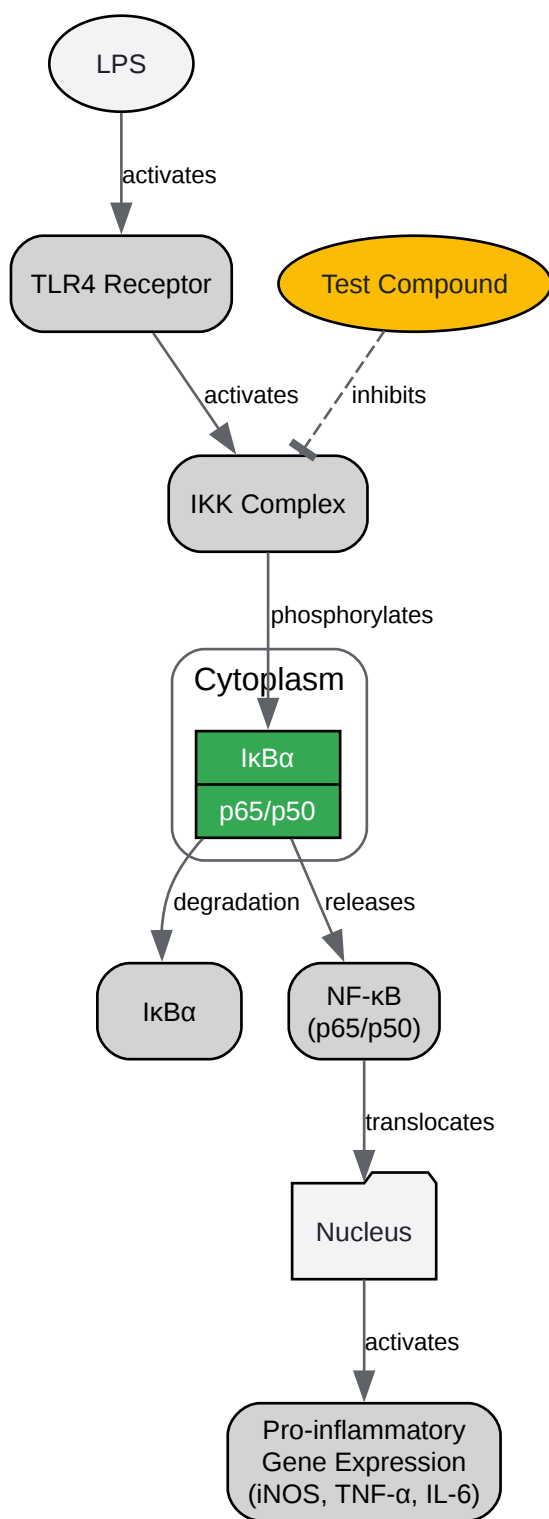 LPS
activates
TLR4 Receptor
Test Compound
activates
inhibits
IKK Complex
phosphorylates
Cytoplasm
IκBα
p65/p50
degradation
releases
IκBα
NF-κB
(p65/p50)
translocates
Nucleus
activates
Pro-inflammatory
Gene Expression
(iNOS, TNF-α, IL-6)